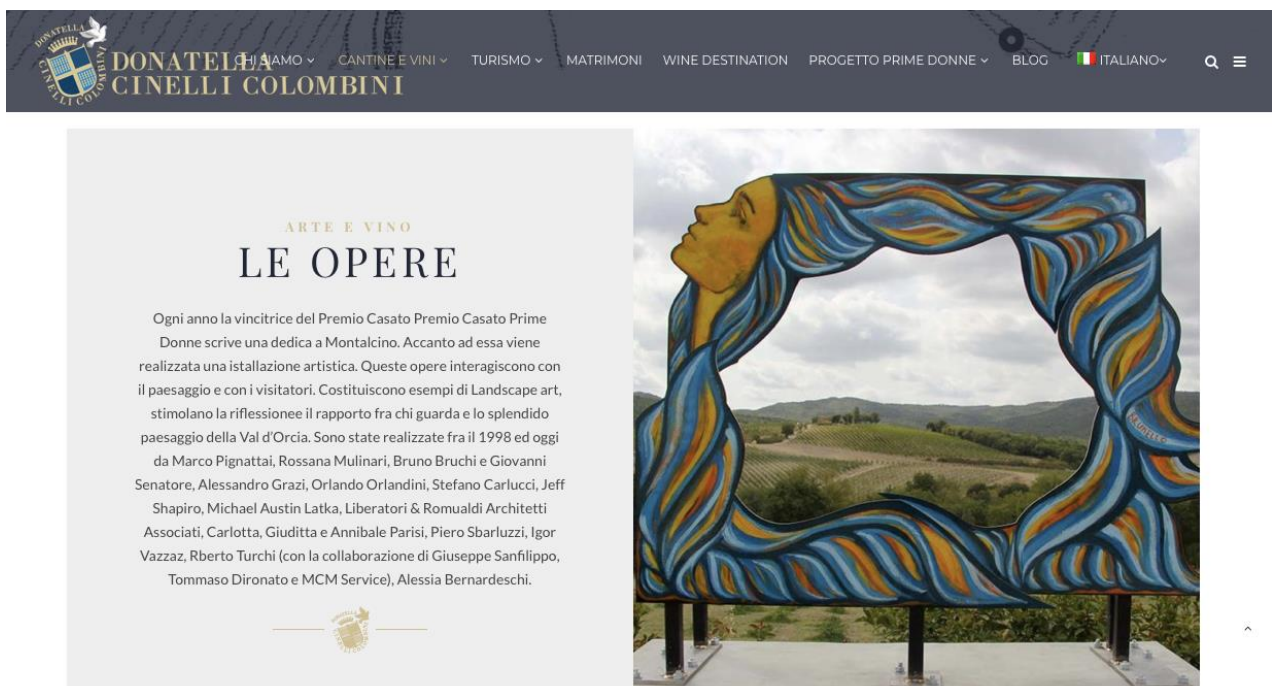 DONATELLA
CINELLI COLOMBINI
DONATELLA
CINELLI COLOMBINI
CHI SIAMO
CANTINE E VINI
TURISMO
MATRIMONI
WINE DESTINATION
PROGETTO PRIME DONNE
BLOG
ITALIANO
ARTE E VINO
LE OPERE
Ogni anno la vincitrice del Premio Casato Premio Casato Prime
Donne scrive una dedica a Montalcino. Accanto ad essa viene
realizzata una istallazione artistica. Queste opere interagiscono con
il paesaggio e con i visitatori. Costituiscono esempi di Landscape art,
stimolano la riflessionee il rapporto fra chi guarda e lo splendido
paesaggio della Val d'Orcia. Sono state realizzate fra il 1998 ed oggi
da Marco Pignattai, Rossana Mulinari, Bruno Bruchi e Giovanni
Senatore, Alessandro Grazi, Orlando Orlandini, Stefano Carlucci, Jeff
Shapiro, Michael Austin Latka, Liberatori & Romualdi Architetti
Associati, Carlotta, Giuditta e Annibale Parisi, Piero Sbarluzzi, Igor
Vazzaz, Rberto Turchi (con la collaborazione di Giuseppe Sanfilippo,
Tommaso Dironato e MCM Service), Alessia Bernardeschi.
DONATELLA
CINELLI COLOMBINI